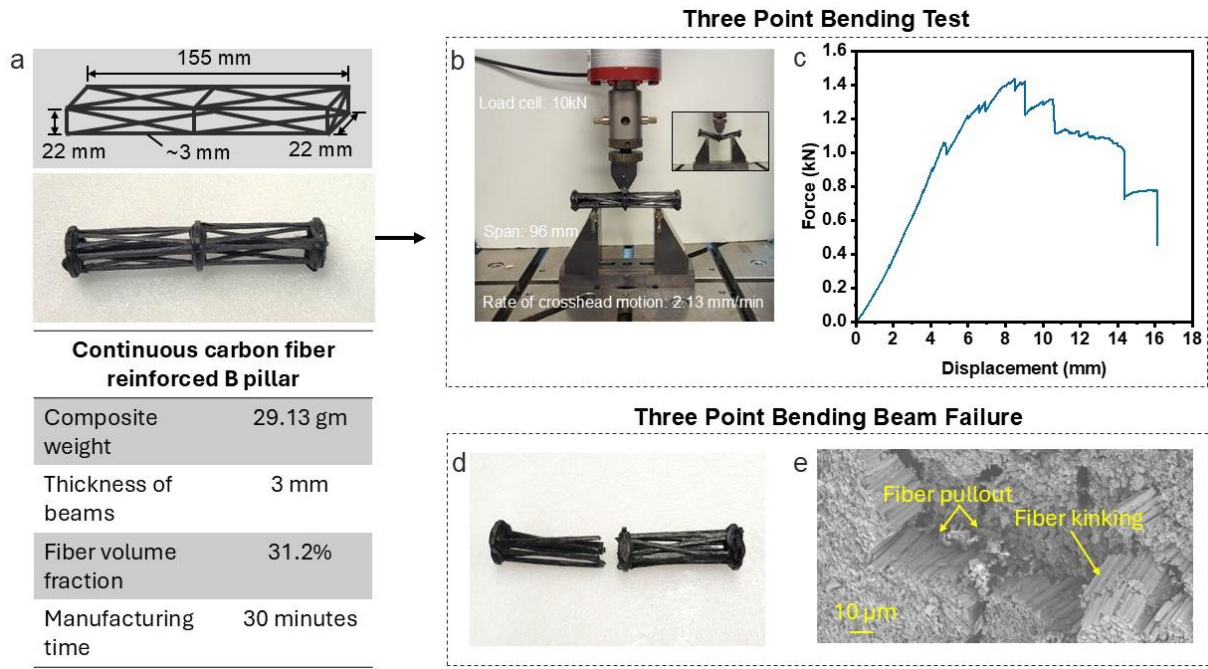 a
155 mm
22 mm
~3 mm
22 mm
Continuous carbon fiber
reinforced B pillar
Composite
weight
29.13 gm
Thickness of
beams
3 mm
Fiber volume
fraction
31.2%
Manufacturing
time
30 minutes
Three Point Bending Test
b
Load cell: 10kN
Span: 96 mm
Rate of crosshead motion: 2.13 mm/min
c
1.6
1.4
1.2
1.0
0.8
0.6
0.4
0.2
0.0
Force (kN)
0 2 4 6 8 10 12 14 16 18
Displacement (mm)
Three Point Bending Beam Failure
d
e
Fiber pullout
Fiber kinking
10 µm